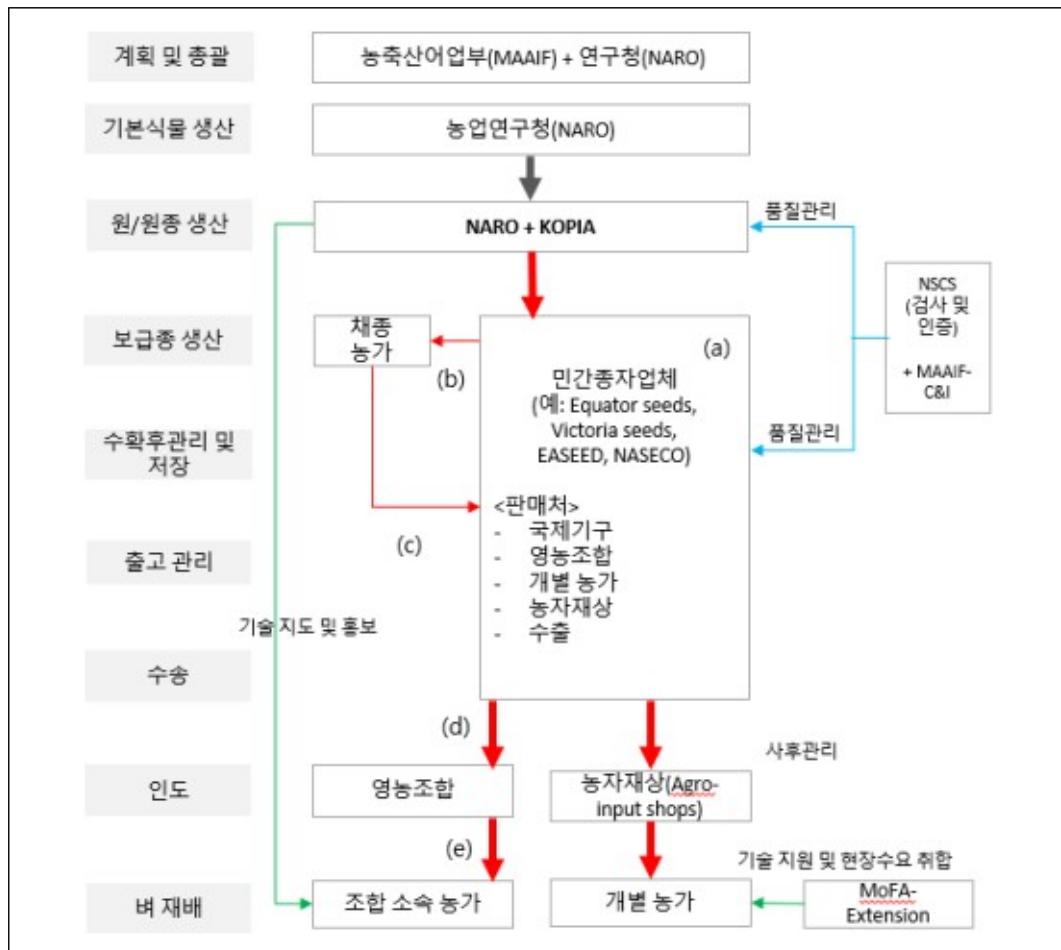 계획 및 총괄
농축산어업부(MAAIF) + 연구청(NARO)
기본식물 생산
농업연구청(NARO)
원/원종 생산
NARO + KOPIA
품질관리
NSCS
(검사 및
인증)
+ MAAIF-
C&I
보급종 생산
채종
농가
(a)
(b)
민간종자업체
(예: Equator seeds,
Victoria seeds,
EASEED, NASECO)
품질관리
수확후관리 및
저장
<판매처>
- 국제기구
- 영농조합
- 개별 농가
- 농자재상
- 수출
(c)
출고 관리
기술 지도 및 홍보
수송
(d)
사후관리
인도
영농조합
농자재상(Agro-
input shops)
(e)
기술 지원 및 현장수요 취합
벼 재배
조합 소속 농가
개별 농가
MoFA-
Extension